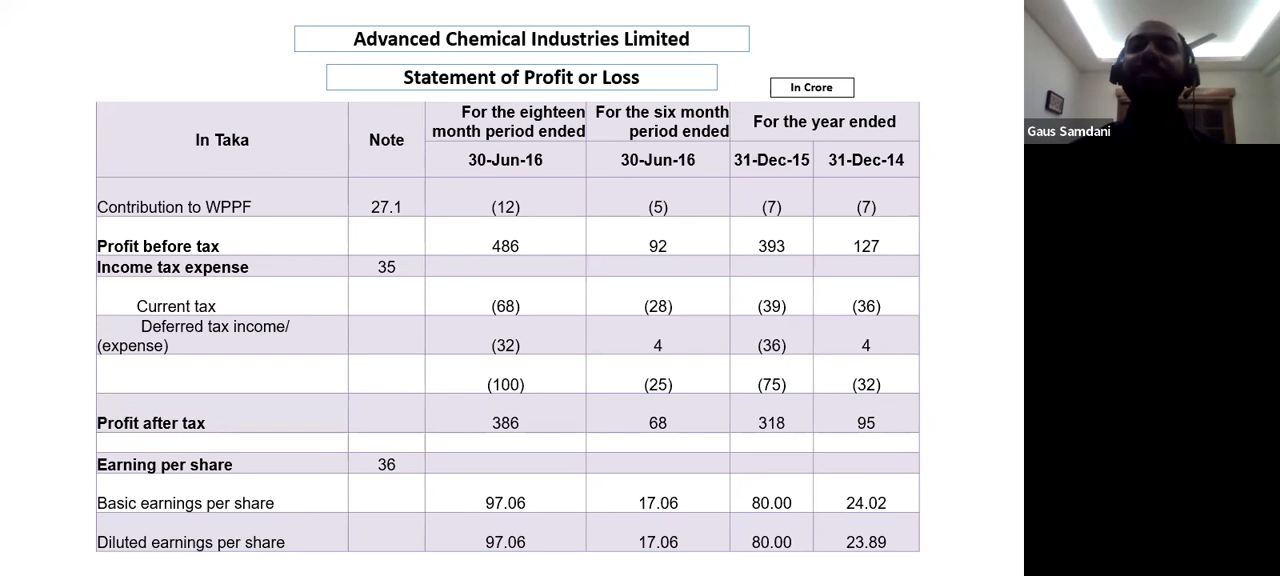 Advanced Chemical Industries Limited
Statement of Profit or Loss
In Crore
In Taka Note For the eighteen month period ended For the six month period ended For the year ended
30-Jun-16 30-Jun-16 31-Dec-15 31-Dec-14
Contribution to WPPF 27.1 (12) (5) (7) (7)
Profit before tax 486 92 393 127
Income tax expense 35
Current tax (68) (28) (39) (36)
Deferred tax income/
(expense) (32) 4 (36) 4
(100) (25) (75) (32)
Profit after tax 386 68 318 95
Earning per share 36
Basic earnings per share 97.06 17.06 80.00 24.02
Diluted earnings per share 97.06 17.06 80.00 23.89
Gaus Samdani